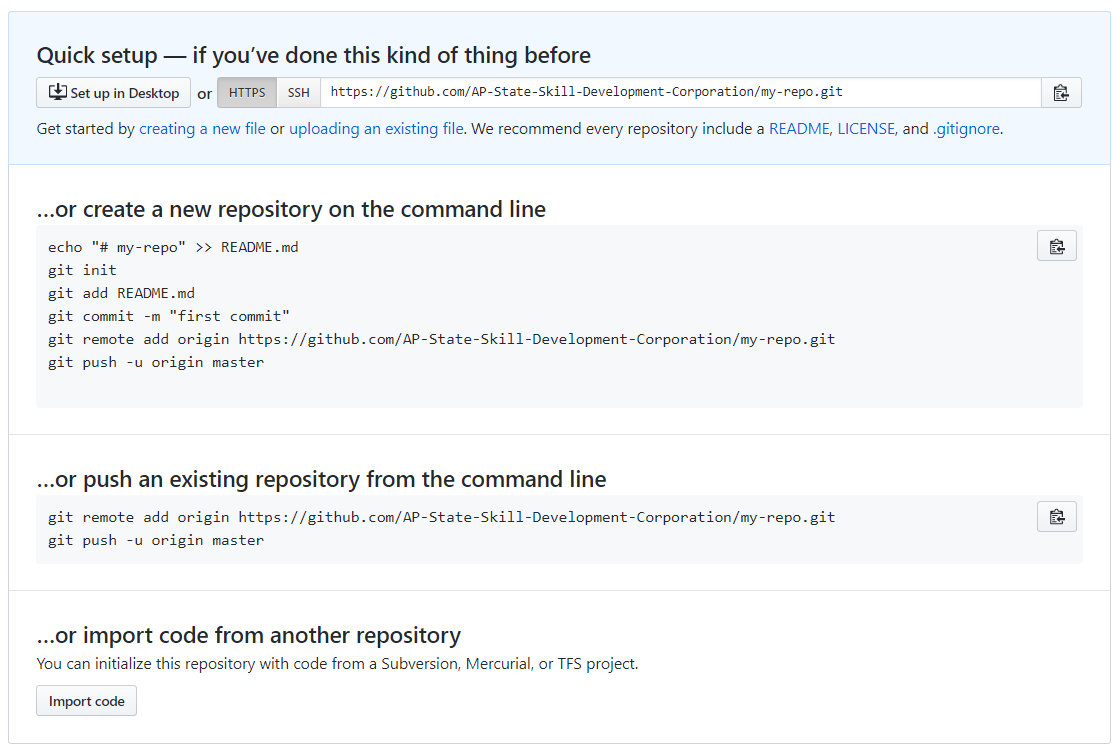 Quick setup — if you’ve done this kind of thing before
Set up in Desktop or HTTPS SSH https://github.com/AP-State-Skill-Development-Corporation/my-repo.git
Get started by creating a new file or uploading an existing file. We recommend every repository include a README, LICENSE, and .gitignore.
…or create a new repository on the command line
echo "# my-repo" >> README.md
git init
git add README.md
git commit -m "first commit"
git remote add origin https://github.com/AP-State-Skill-Development-Corporation/my-repo.git
git push -u origin master
…or push an existing repository from the command line
git remote add origin https://github.com/AP-State-Skill-Development-Corporation/my-repo.git
git push -u origin master
…or import code from another repository
You can initialize this repository with code from a Subversion, Mercurial, or TFS project.
Import code